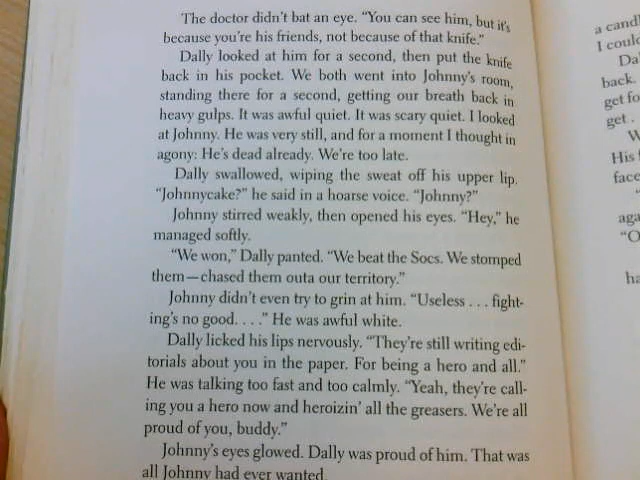 The doctor didn't bat an eye. "You can see him, but it's
because you're his friends, not because of that knife."
Dally looked at him for a second, then put the knife
back in his pocket. We both went into Johnny's room,
standing there for a second, getting our breath back in
heavy gulps. It was awful quiet. It was scary quiet. I looked
at Johnny. He was very still, and for a moment I thought in
agony: He's dead already. We're too late.
Dally swallowed, wiping the sweat off his upper lip.
"Johnnycake?" he said in a hoarse voice. "Johnny?"
Johnny stirred weakly, then opened his eyes. "Hey," he
managed softly.
"We won," Dally panted. "We beat the Socs. We stomped
them—chased them outa our territory."
Johnny didn't even try to grin at him. "Useless . . . fight-
ing's no good. . . ." He was awful white.
Dally licked his lips nervously. "They're still writing edi-
torials about you in the paper. For being a hero and all."
He was talking too fast and too calmly. "Yeah, they're call-
ing you a hero now and heroizin' all the greasers. We're all
proud of you, buddy."
Johnny's eyes glowed. Dally was proud of him. That was
all Johnny had ever wanted.
a candl
I coul
Da
back.
get fo
get .
W
His f
face
"
aga
"O
ha